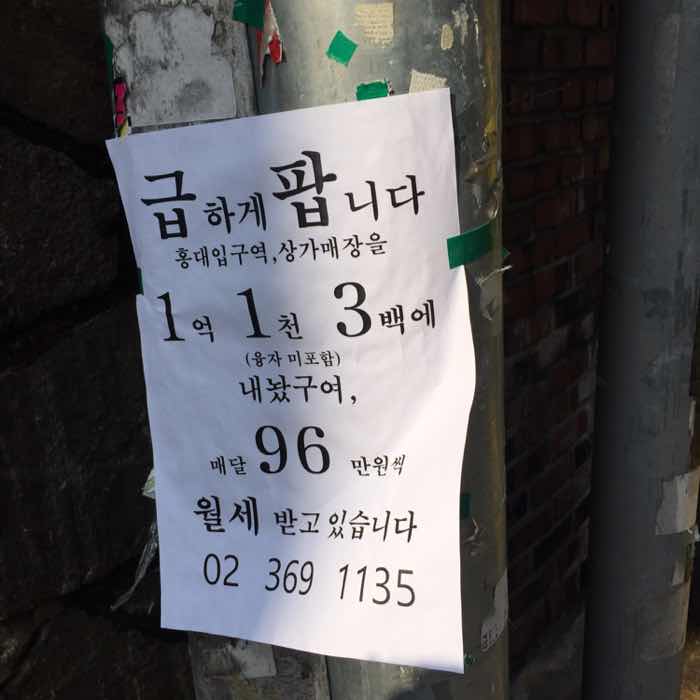 급하게 팝니다
홍대입구역,상가매장을
1억 1천 3백에
(융자 미포함)
내놨구여,
매달 96 만원씩
월세 받고있습니다
02 369 1135